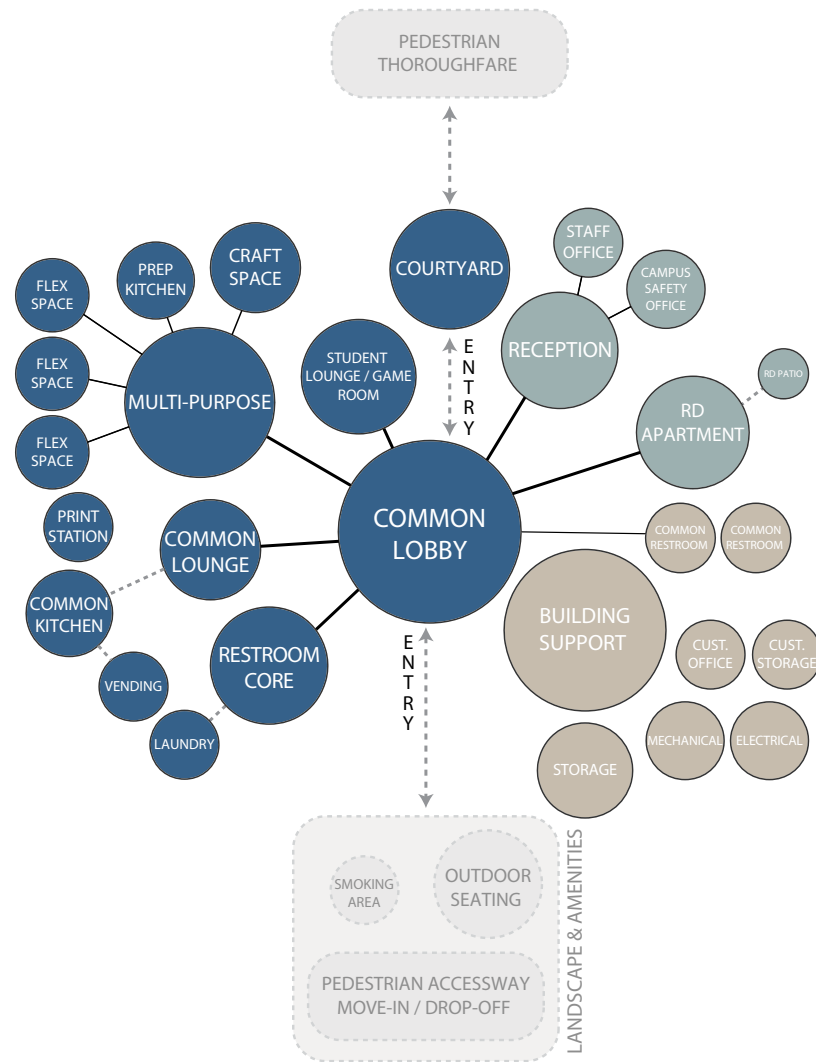 PEDESTRIAN
THOROUGHFARE
COURTYARD
ENTRY
STAFF
OFFICE
CAMPUS
SAFETY
OFFICE
RECEPTION
CRAFT
SPACE
PREP
KITCHEN
FLEX
SPACE
FLEX
SPACE
FLEX
SPACE
MULTI-PURPOSE
STUDENT
LOUNGE / GAME
ROOM
RD PATIO
RD
APARTMENT
COMMON
LOBBY
PRINT
STATION
COMMON
LOUNGE
COMMON
KITCHEN
VENDING
LAUNDRY
RESTROOM
CORE
COMMON
RESTROOM
COMMON
RESTROOM
BUILDING
SUPPORT
CUST.
OFFICE
CUST.
STORAGE
MECHANICAL
ELECTRICAL
STORAGE
ENTRY
SMOKING
AREA
OUTDOOR
SEATING
PEDESTRIAN ACCESSWAY
MOVE-IN / DROP-OFF
LANDSCAPE & AMENITIES